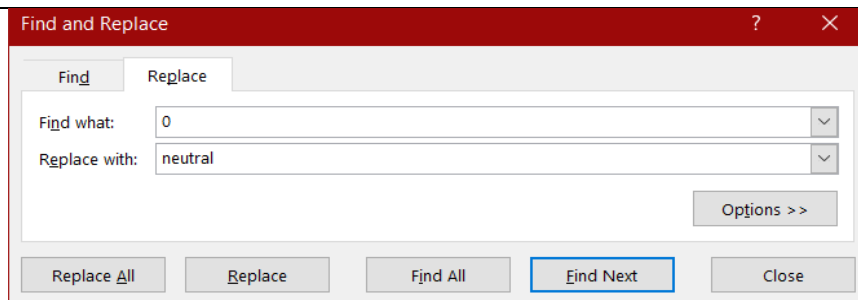 Find and Replace ? ×
Find Replace
Find what: 0
Replace with: neutral
Options >>
Replace All Replace Find All Find Next Close